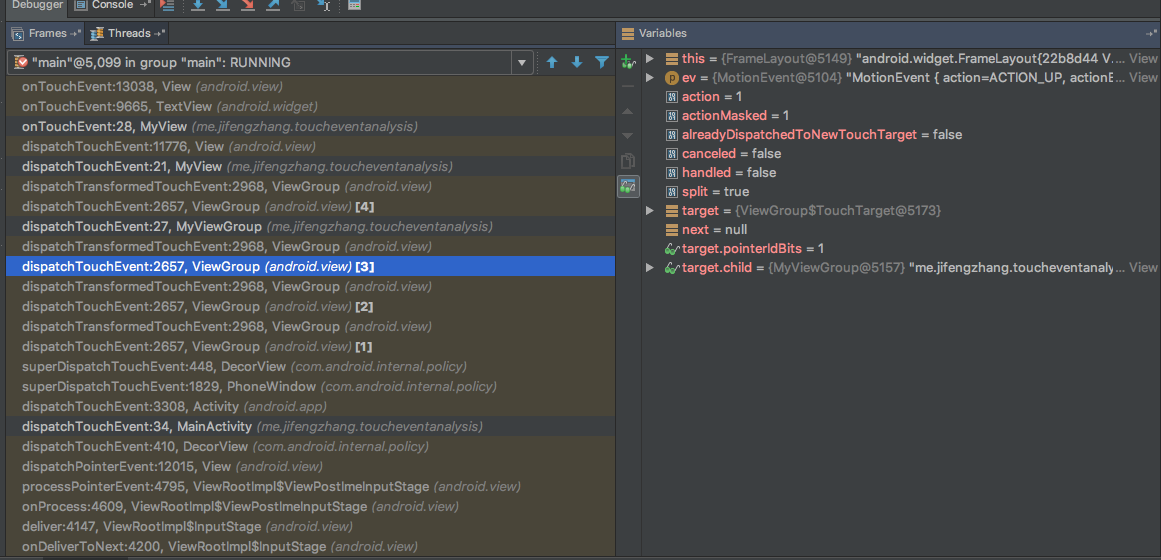 Debugger Console
Frames Threads
"main"@5,099 in group "main": RUNNING
onTouchEvent:13038, View (android.view)
onTouchEvent:9665, TextView (android.widget)
onTouchEvent:28, MyView (me.jifengzhang.toucheventanalysis)
dispatchTouchEvent:11776, View (android.view)
dispatchTouchEvent:21, MyView (me.jifengzhang.toucheventanalysis)
dispatchTransformedTouchEvent:2968, ViewGroup (android.view)
dispatchTouchEvent:2657, ViewGroup (android.view) [4]
dispatchTouchEvent:27, MyViewGroup (me.jifengzhang.toucheventanalysis)
dispatchTransformedTouchEvent:2968, ViewGroup (android.view)
dispatchTouchEvent:2657, ViewGroup (android.view) [3]
dispatchTransformedTouchEvent:2968, ViewGroup (android.view)
dispatchTouchEvent:2657, ViewGroup (android.view) [2]
dispatchTransformedTouchEvent:2968, ViewGroup (android.view)
dispatchTouchEvent:2657, ViewGroup (android.view) [1]
superDispatchTouchEvent:448, DecorView (com.android.internal.policy)
superDispatchTouchEvent:1829, PhoneWindow (com.android.internal.policy)
dispatchTouchEvent:3308, Activity (android.app)
dispatchTouchEvent:34, MainActivity (me.jifengzhang.toucheventanalysis)
dispatchTouchEvent:410, DecorView (com.android.internal.policy)
dispatchPointerEvent:12015, View (android.view)
processPointerEvent:4795, ViewRootImpl$ViewPostImeInputStage (android.view)
onProcess:4609, ViewRootImpl$ViewPostImeInputStage (android.view)
deliver:4147, ViewRootImpl$InputStage (android.view)
onDeliverToNext:4200, ViewRootImpl$InputStage (android.view)
Variables
this = {FrameLayout@5149} "android.widget.FrameLayout{22b8d44 V.... View
ev = {MotionEvent@5104} "MotionEvent { action=ACTION_UP, actionB... View
action = 1
actionMasked = 1
alreadyDispatchedToNewTouchTarget = false
canceled = false
handled = false
split = true
target = {ViewGroup$TouchTarget@5173}
next = null
target.pointerIdBits = 1
target.child = {MyViewGroup@5157} "me.jifengzhang.toucheventanaly... View